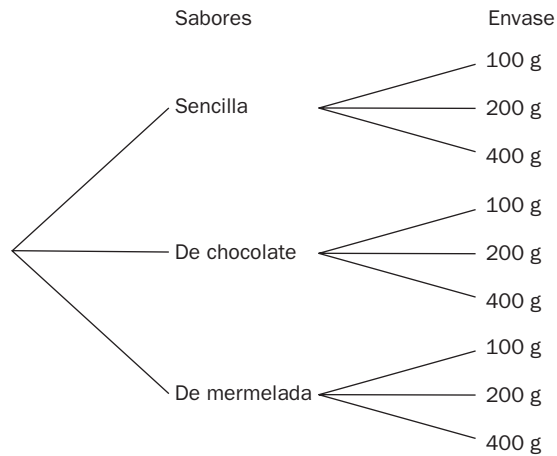 Sabores Envase
100 g
Sencilla 200 g
400 g
100 g
De chocolate 200 g
400 g
100 g
De mermelada 200 g
400 g